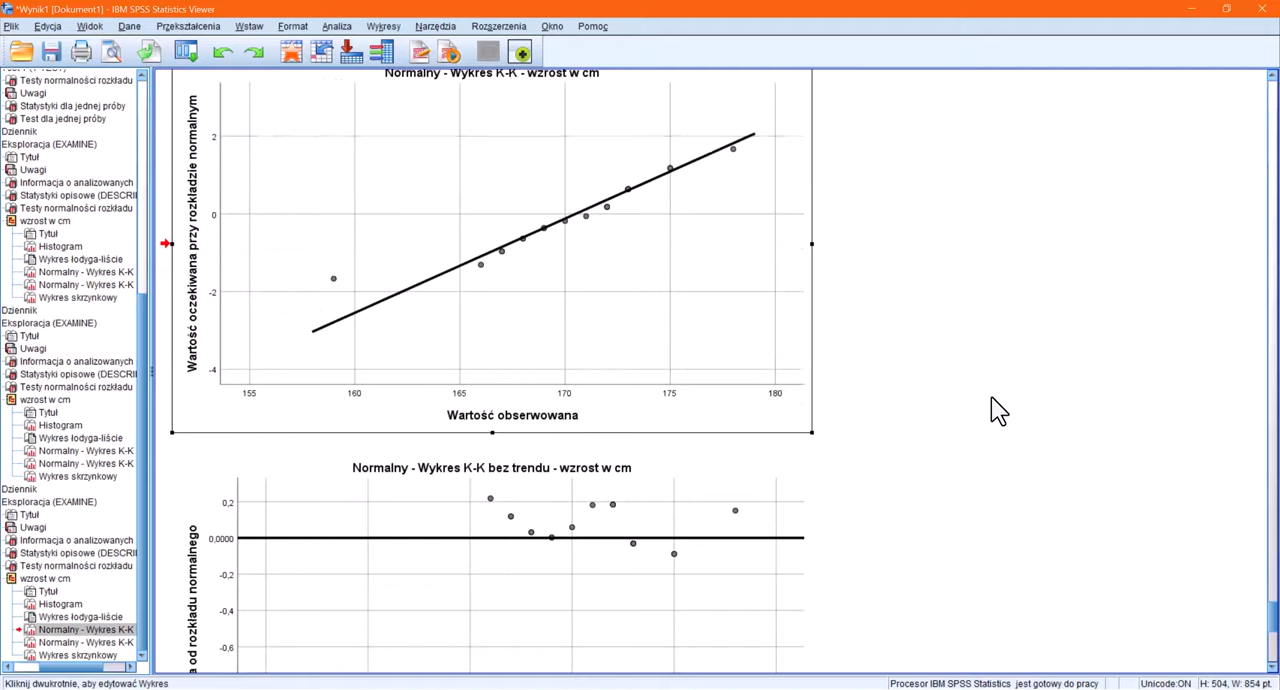 *Wynik1 [Dokument1] - IBM SPSS Statistics Viewer
Plik Edycja Widok Dane Przekształcenia Wstaw Format Analiza Wykresy Narzędzia Rozszerzenia Okno Pomoc
Testy normalności rozkładu
Uwagi
Statystyki dla jednej próby
Test dla jednej próby
Dziennik
Eksploracja (EXAMINE)
Tytuł
Uwagi
Informacja o analizowanych
Statystyki opisowe (DESCRI
Testy normalności rozkładu
wzrost w cm
Tytuł
Histogram
Wykres łodyga-liście
Normalny - Wykres K-K
Normalny - Wykres K-K
Wykres skrzynkowy
Dziennik
Eksploracja (EXAMINE)
Tytuł
Uwagi
Informacja o analizowanych
Statystyki opisowe (DESCRI
Testy normalności rozkładu
wzrost w cm
Tytuł
Histogram
Wykres łodyga-liście
Normalny - Wykres K-K
Normalny - Wykres K-K
Wykres skrzynkowy
Dziennik
Eksploracja (EXAMINE)
Tytuł
Uwagi
Informacja o analizowanych
Statystyki opisowe (DESCRI
Testy normalności rozkładu
wzrost w cm
Tytuł
Histogram
Wykres łodyga-liście
Normalny - Wykres K-K
Normalny - Wykres K-K
Wykres skrzynkowy
Normalny - Wykres K-K - wzrost w cm
Wartość oczekiwana przy rozkładzie normalnym
2
0
-2
-4
155 160 165 170 175 180
Wartość obserwowana
Normalny - Wykres K-K bez trendu - wzrost w cm
a od rozkładu normalnego
0,2
0,0000
-0,2
-0,4
-0,6
Kliknij dwukrotnie, aby edytować Wykres
Procesor IBM SPSS Statistics jest gotowy do pracy
Unicode:ON
H: 504, W: 854 pt.